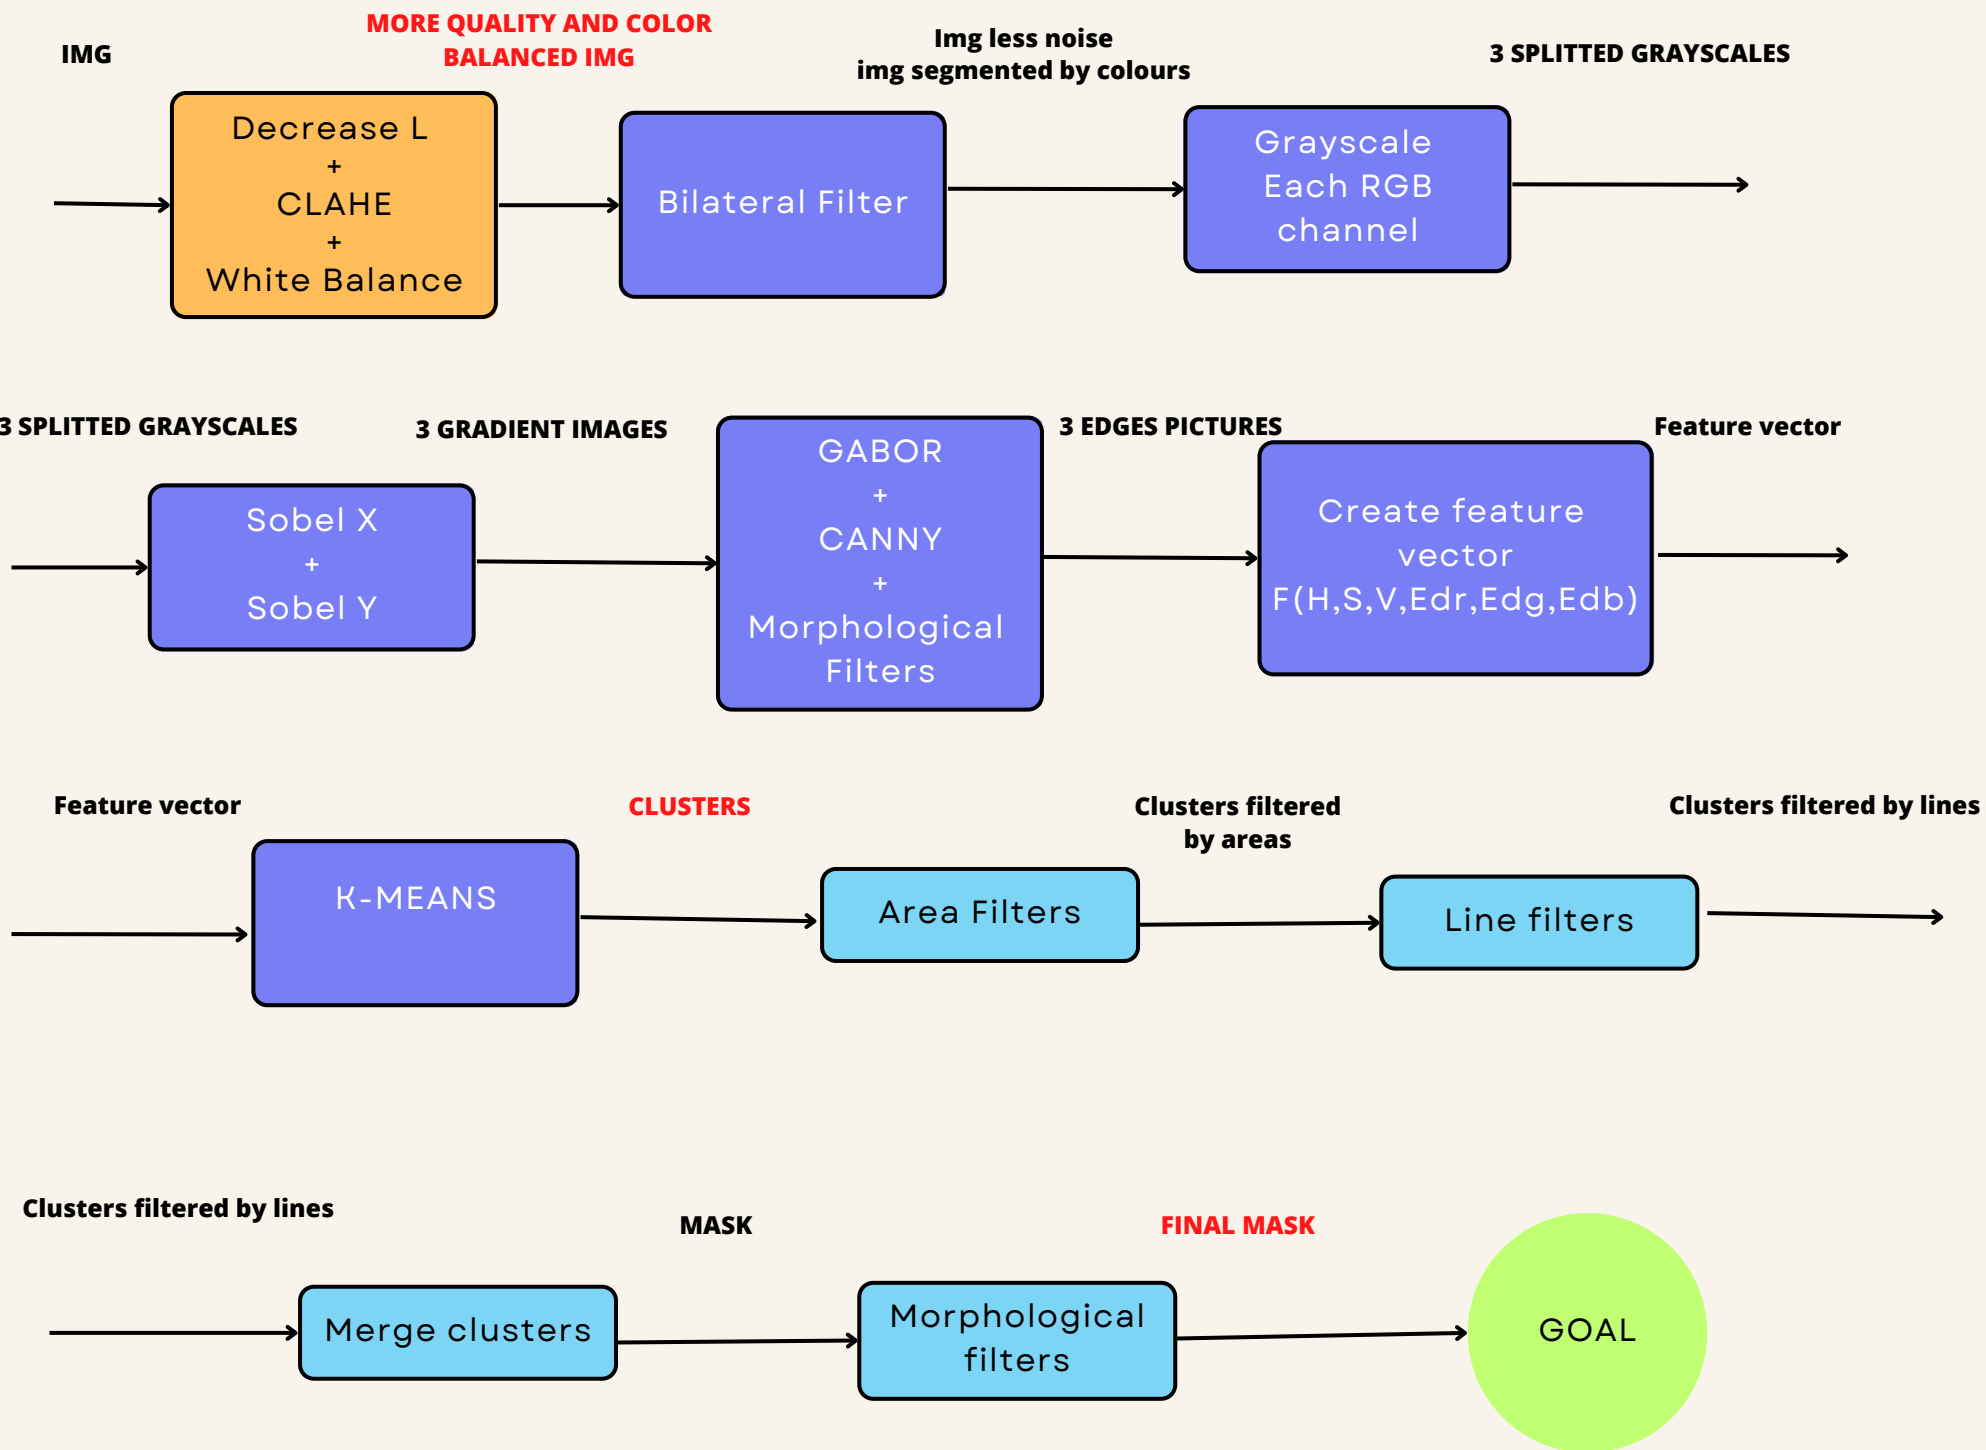 IMG
MORE QUALITY AND COLOR
BALANCED IMG
Img less noise
img segmented by colours
3 SPLITTED GRAYSCALES
Decrease L
+
CLAHE
+
White Balance
Bilateral Filter
Grayscale
Each RGB
channel
3 SPLITTED GRAYSCALES
3 GRADIENT IMAGES
3 EDGES PICTURES
Feature vector
Sobel X
+
Sobel Y
GABOR
+
CANNY
+
Morphological
Filters
Create feature
vector
F(H,S,V,Edr,Edg,Edb)
Feature vector
CLUSTERS
Clusters filtered
by areas
Clusters filtered by lines
K-MEANS
Area Filters
Line filters
Clusters filtered by lines
MASK
FINAL MASK
Merge clusters
Morphological
filters
GOAL